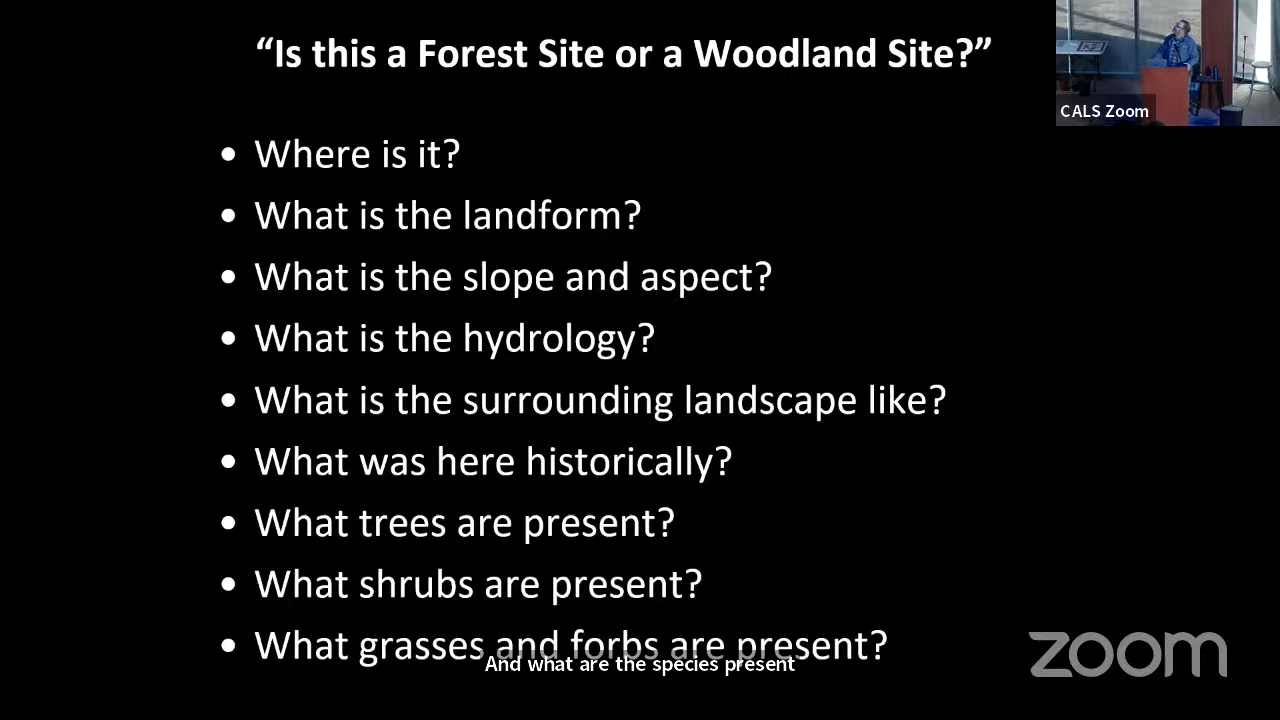 “Is this a Forest Site or a Woodland Site?”
CALS Zoom
• Where is it?
• What is the landform?
• What is the slope and aspect?
• What is the hydrology?
• What is the surrounding landscape like?
• What was here historically?
• What trees are present?
• What shrubs are present?
• What grasses and forbs are present?
And what are the species present
zoom